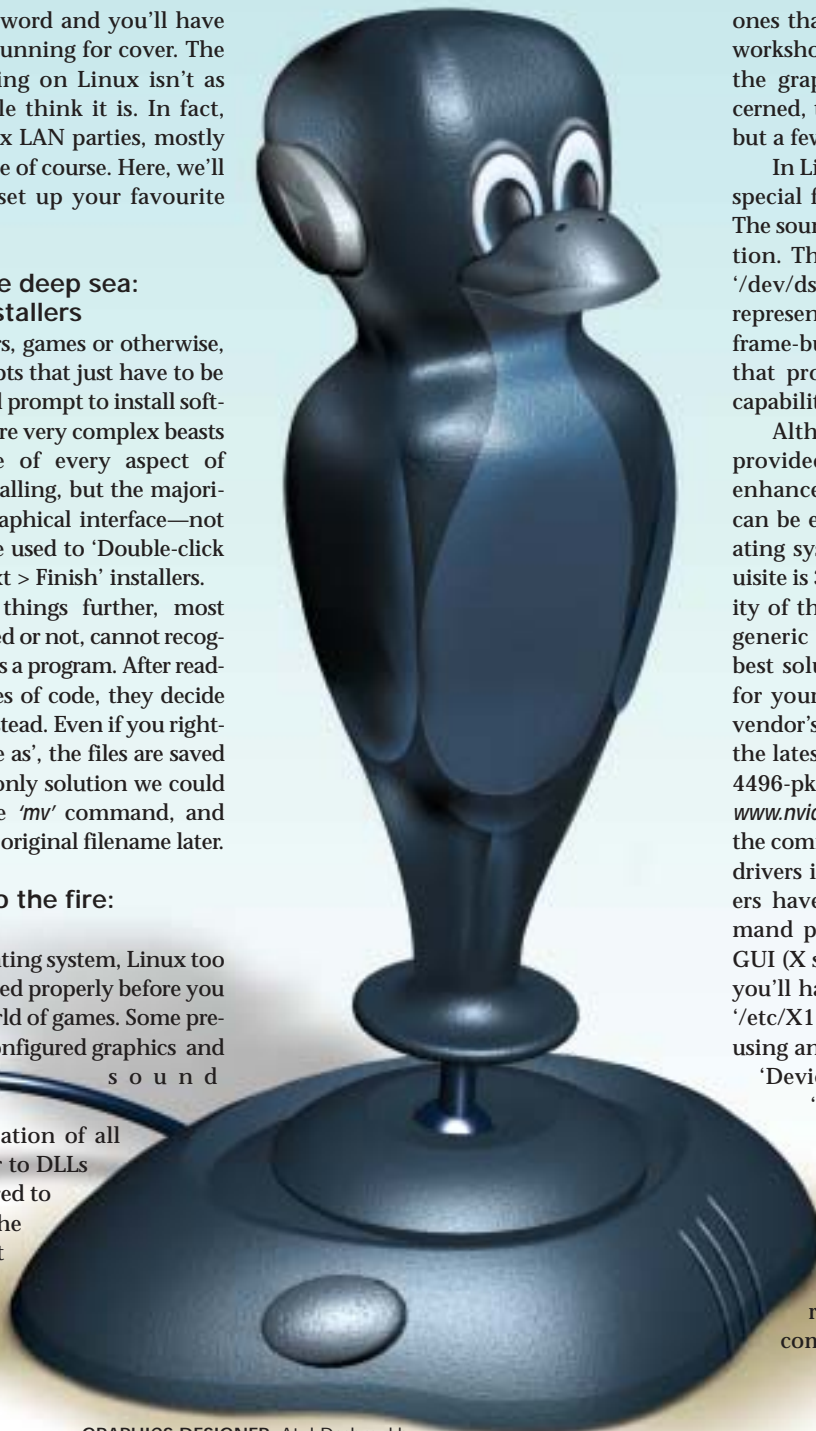 word and you'll have
unning for cover. The
ing on Linux isn't as
le think it is. In fact,
x LAN parties, mostly
e of course. Here, we'll
set up your favourite
e deep sea:
stallers
rs, games or otherwise,
pts that just have to be
l prompt to install soft-
re very complex beasts
e of every aspect of
alling, but the majori-
aphical interface—not
e used to 'Double-click
xt > Finish' installers.
things further, most
ed or not, cannot recog-
s a program. After read-
es of code, they decide
stead. Even if you right-
e as', the files are saved
only solution we could
e 'mv' command, and
original filename later.
o the fire:
ating system, Linux too
ed properly before you
rld of games. Some pre-
onfigured graphics and
sound
ation of all
r to DLLs
red to
he
t
ones tha
worksho
the grap
cerned, t
but a few
In Li
special f
The sour
tion. Th
'/dev/ds
represen
frame-bu
that pro
capabilit
Alth
provided
enhance
can be e
ating sys
uisite is 3
ity of th
generic
best solu
for your
vendor's
the lates
4496-pk
www.nvid
the com
drivers i
ers have
mand p
GUI (X s
you'll ha
'/etc/X1
using an
'Devic
'
r
con